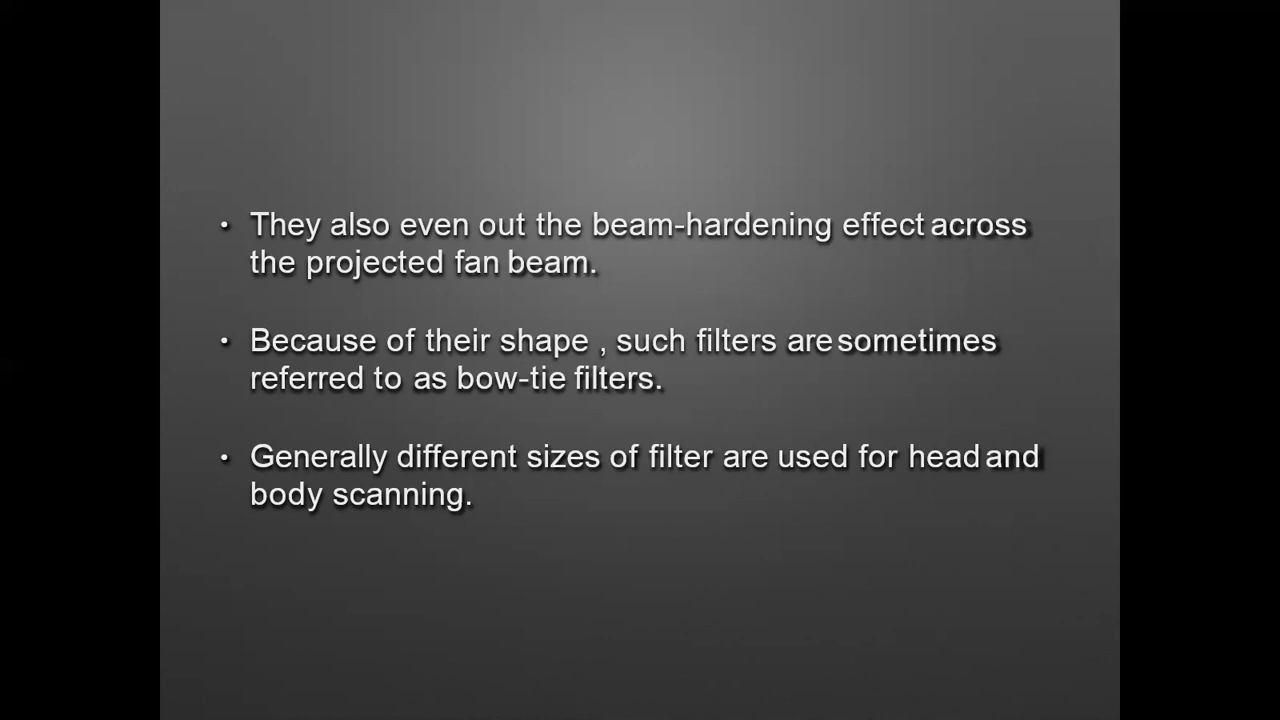 • They also even out the beam-hardening effect across
the projected fan beam.
• Because of their shape , such filters are sometimes
referred to as bow-tie filters.
• Generally different sizes of filter are used for head and
body scanning.